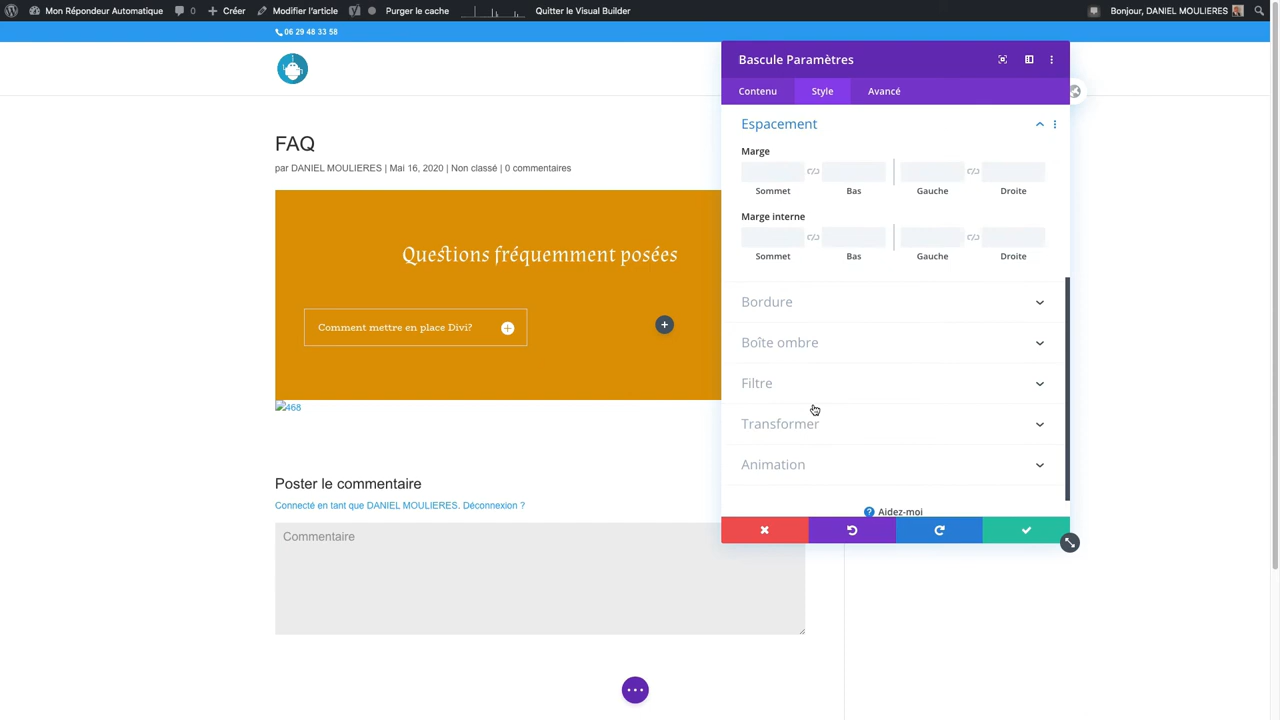 Mon Répondeur Automatique 0 Créer Modifier l'article Purger le cache Quitter le Visual Builder Bonjour, DANIEL MOULIERES
06 29 48 33 58
FAQ
par DANIEL MOULIERES | Mai 16, 2020 | Non classé | 0 commentaires
Questions fréquemment posées
Comment mettre en place Divi?
468
Poster le commentaire
Connecté en tant que DANIEL MOULIERES. Déconnexion ?
Commentaire
Bascule Paramètres
Contenu Style Avancé
Espacement
Marge
Sommet Bas Gauche Droite
Marge interne
Sommet Bas Gauche Droite
Bordure
Boîte ombre
Filtre
Transformer
Animation
Aidez-moi